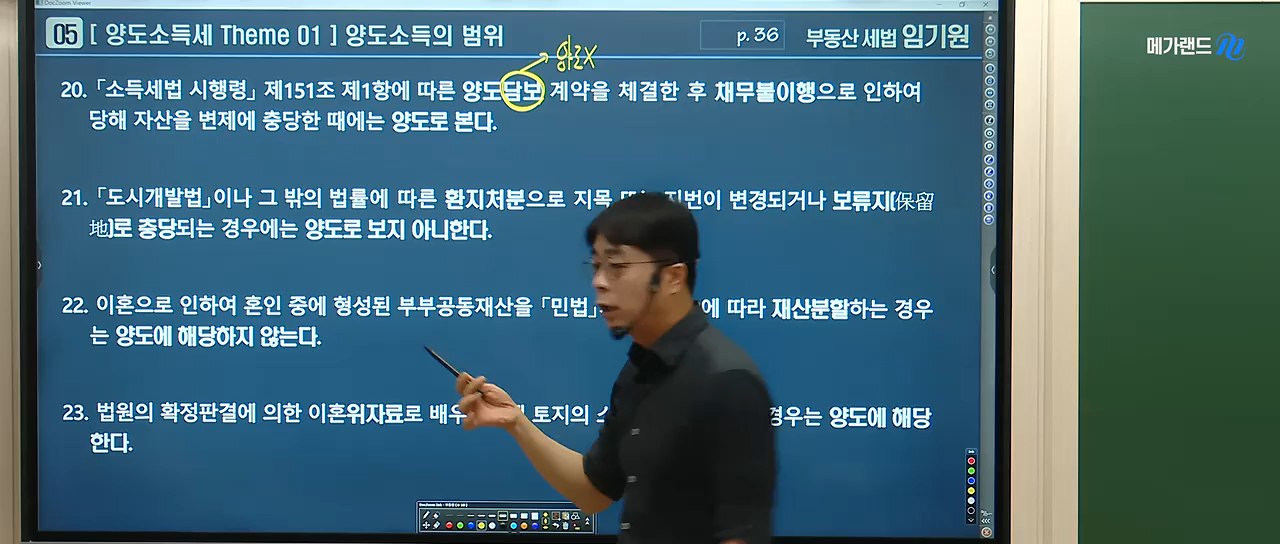 DocZoom Viewer
05 [ 양도소득세 Theme 01 ] 양도소득의 범위
p. 36
부동산 세법 임기원
메가랜드
양도X
20. 「소득세법 시행령」 제151조 제1항에 따른 양도담보 계약을 체결한 후 채무불이행으로 인하여
당해 자산을 변제에 충당한 때에는 양도로 본다.
21. 「도시개발법」이나 그 밖의 법률에 따른 환지처분으로 지목 지번이 변경되거나 보류지(保留
地)로 충당되는 경우에는 양도로 보지 아니한다.
22. 이혼으로 인하여 혼인 중에 형성된 부부공동재산을 「민법」 에 따라 재산분할하는 경우
는 양도에 해당하지 않는다.
23. 법원의 확정판결에 의한 이혼위자료로 배우 토지의 경우는 양도에 해당
한다.